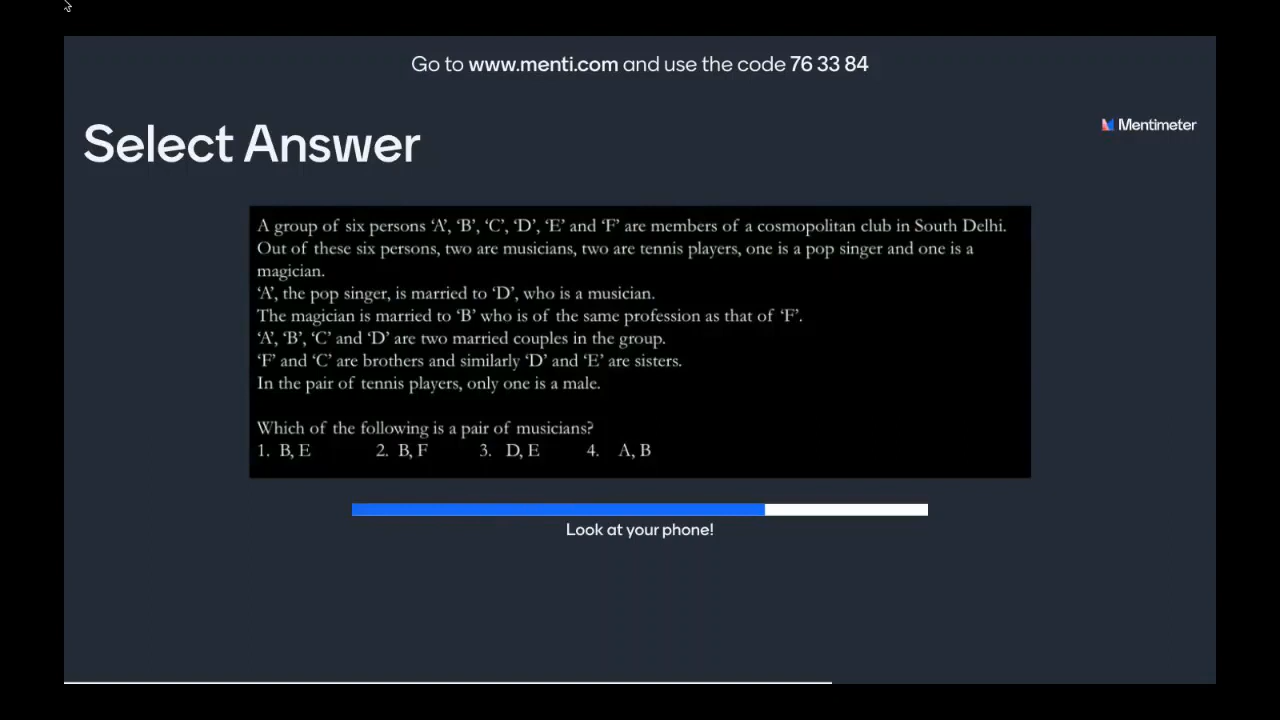 Go to www.menti.com and use the code 76 33 84
Mentimeter
Select Answer
A group of six persons ‘A’, ‘B’, ‘C’, ‘D’, ‘E’ and ‘F’ are members of a cosmopolitan club in South Delhi.
Out of these six persons, two are musicians, two are tennis players, one is a pop singer and one is a
magician.
‘A’, the pop singer, is married to ‘D’, who is a musician.
The magician is married to ‘B’ who is of the same profession as that of ‘F’.
‘A’, ‘B’, ‘C’ and ‘D’ are two married couples in the group.
‘F’ and ‘C’ are brothers and similarly ‘D’ and ‘E’ are sisters.
In the pair of tennis players, only one is a male.
Which of the following is a pair of musicians?
1. B, E 2. B, F 3. D, E 4. A, B
Look at your phone!